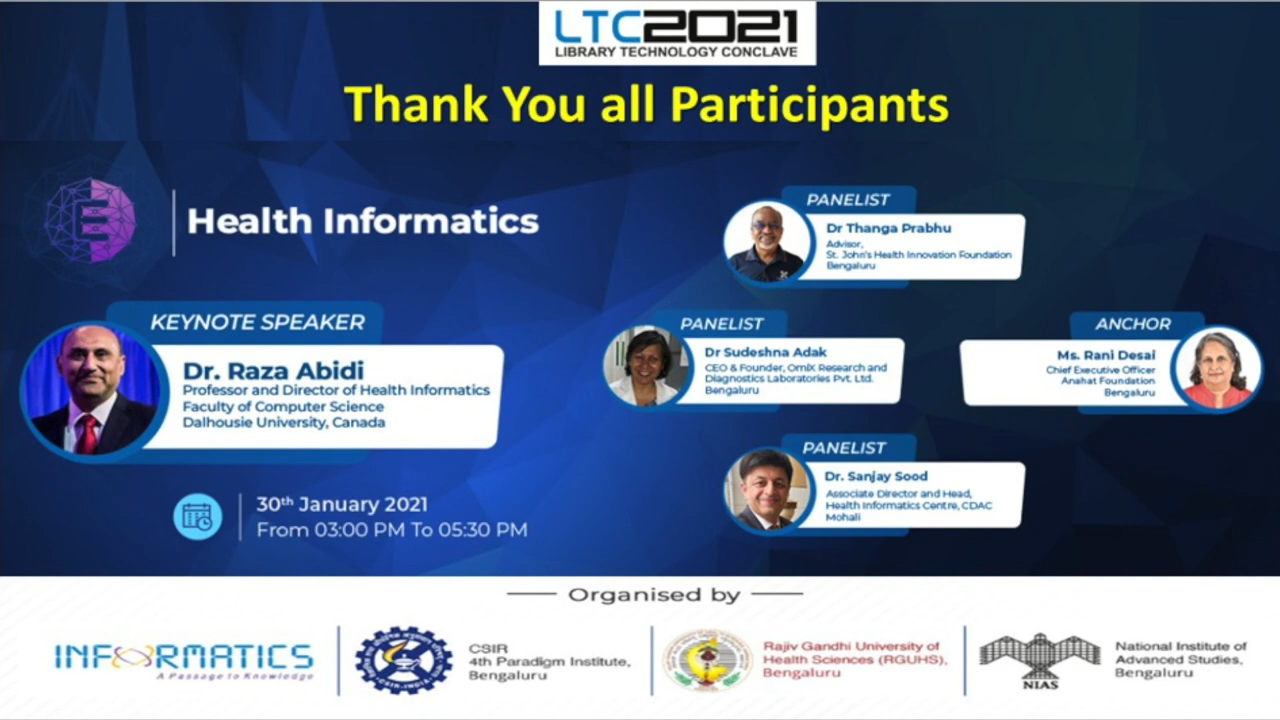 LTC2021
LIBRARY TECHNOLOGY CONCLAVE
Thank You all Participants
Health Informatics
KEYNOTE SPEAKER
Dr. Raza Abidi
Professor and Director of Health Informatics
Faculty of Computer Science
Dalhousie University, Canada
30th January 2021
From 03:00 PM To 05:30 PM
PANELIST
Dr Thanga Prabhu
Advisor,
St. John's Health Innovation Foundation
Bengaluru
PANELIST
Dr Sudeshna Adak
CEO & Founder, OmiX Research and
Diagnostics Laboratories Pvt. Ltd.
Bengaluru
ANCHOR
Ms. Rani Desai
Chief Executive Officer
Anahat Foundation
Bengaluru
PANELIST
Dr. Sanjay Sood
Associate Director and Head,
Health Informatics Centre, CDAC
Mohali
Organised by
INFORMATICS
A Passage to Knowledge
CSIR
4th Paradigm Institute,
Bengaluru
Rajiv Gandhi University of
Health Sciences (RGUHS),
Bengaluru
NIAS
National Institute of
Advanced Studies,
Bengaluru